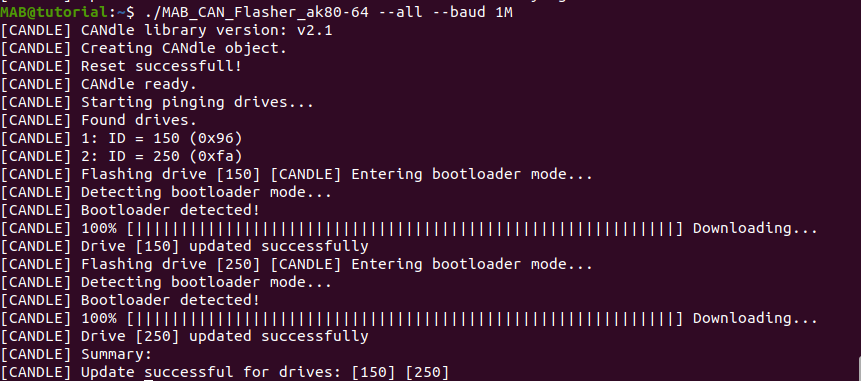 MAB@tutorial:~$ ./MAB_CAN_Flasher_ak80-64 --all --baud 1M
[CANDLE] CANdle library version: v2.1
[CANDLE] Creating CANdle object.
[CANDLE] Reset successfull!
[CANDLE] CANdle ready.
[CANDLE] Starting pinging drives...
[CANDLE] Found drives.
[CANDLE] 1: ID = 150 (0x96)
[CANDLE] 2: ID = 250 (0xfa)
[CANDLE] Flashing drive [150] [CANDLE] Entering bootloader mode...
[CANDLE] Detecting bootloader mode...
[CANDLE] Bootloader detected!
[CANDLE] 100% [||||||||||||||||||||||||||||||||||||||||||||||||||||||||||||] Downloading...
[CANDLE] Drive [150] updated successfully
[CANDLE] Flashing drive [250] [CANDLE] Entering bootloader mode...
[CANDLE] Detecting bootloader mode...
[CANDLE] Bootloader detected!
[CANDLE] 100% [||||||||||||||||||||||||||||||||||||||||||||||||||||||||||||] Downloading...
[CANDLE] Drive [250] updated successfully
[CANDLE] Summary:
[CANDLE] Update successful for drives: [150] [250]